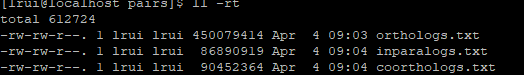 [lrui@localhost pairs]$ ll -rt
total 612724
-rw-rw-r--. 1 lrui lrui 450079414 Apr  4 09:03 orthologs.txt
-rw-rw-r--. 1 lrui lrui  86890919 Apr  4 09:04 inparalogs.txt
-rw-rw-r--. 1 lrui lrui  90452364 Apr  4 09:04 coorthologs.txt